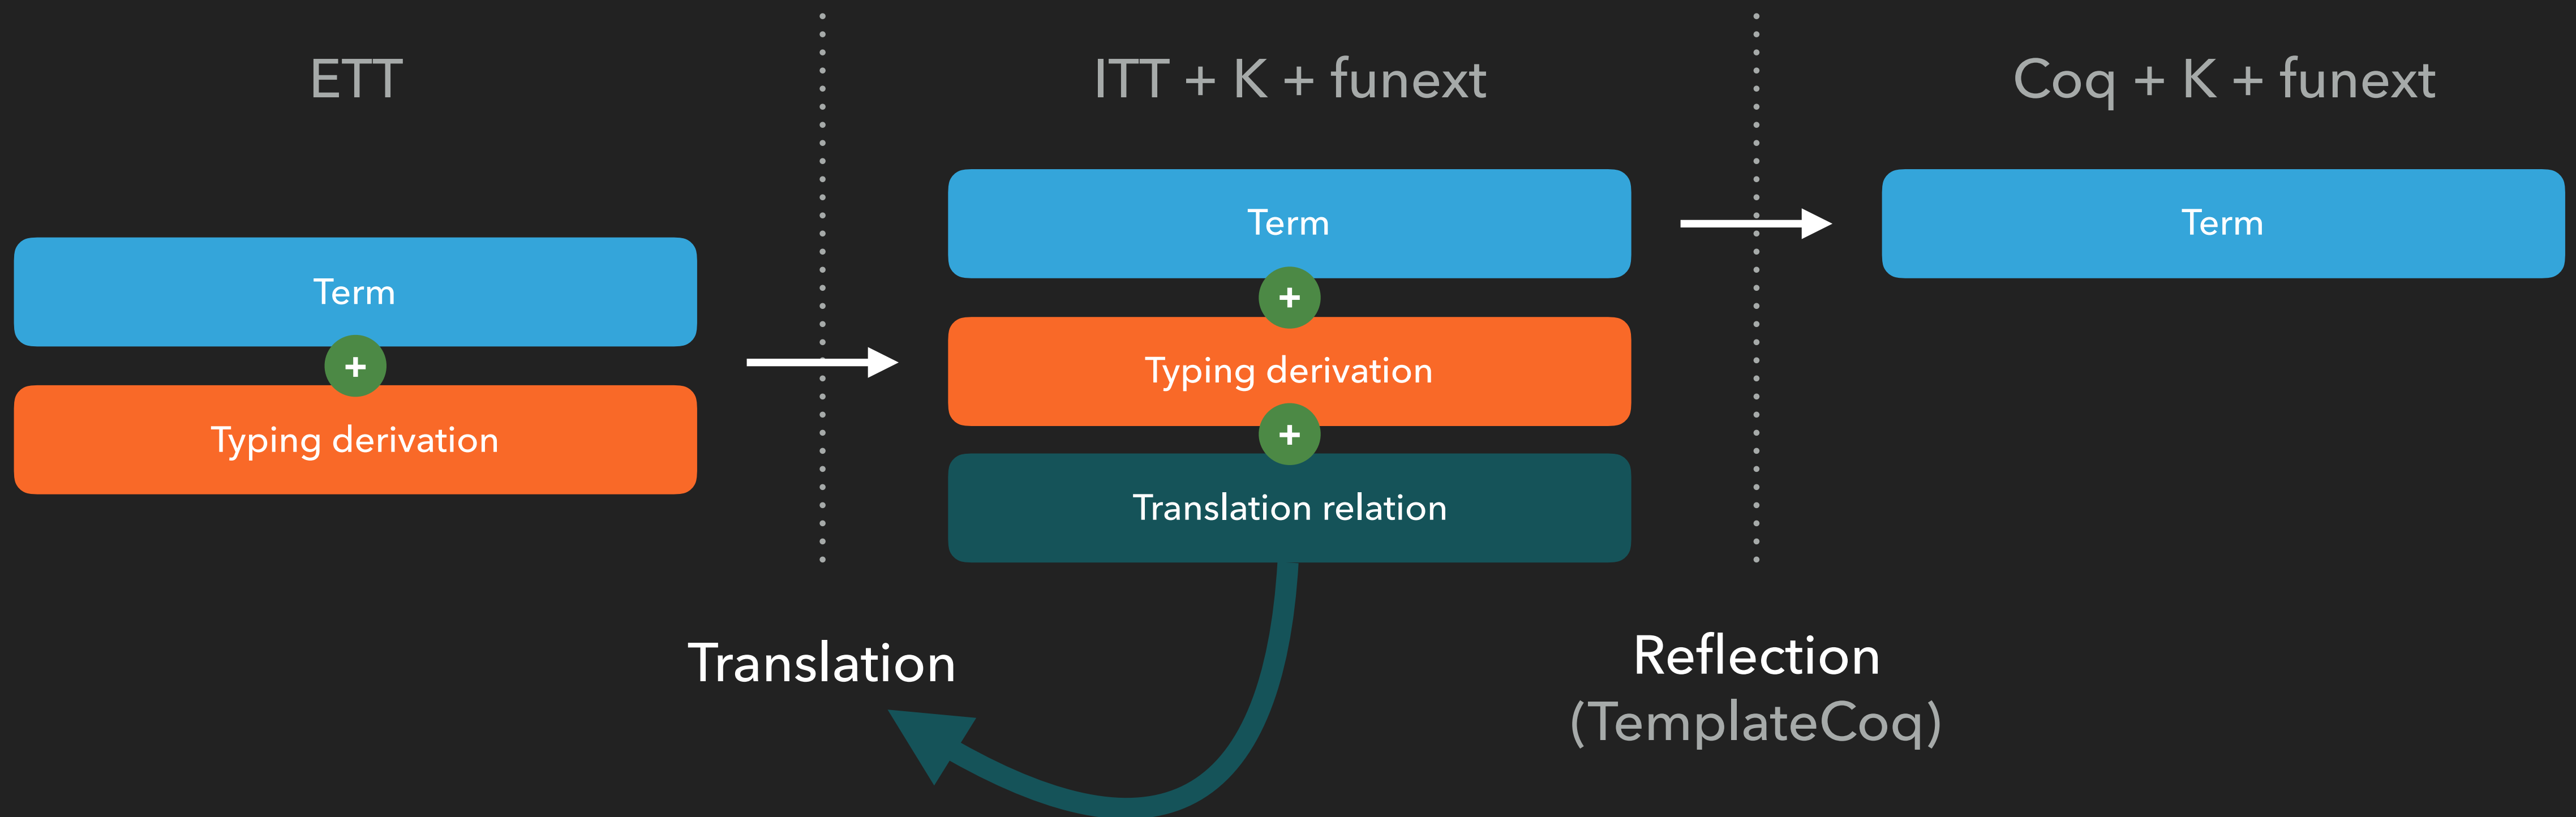 ETT
Term
+
Typing derivation
ITT + K + funext
Term
+
Typing derivation
+
Translation relation
Coq + K + funext
Term
Translation
Reflection
(TemplateCoq)